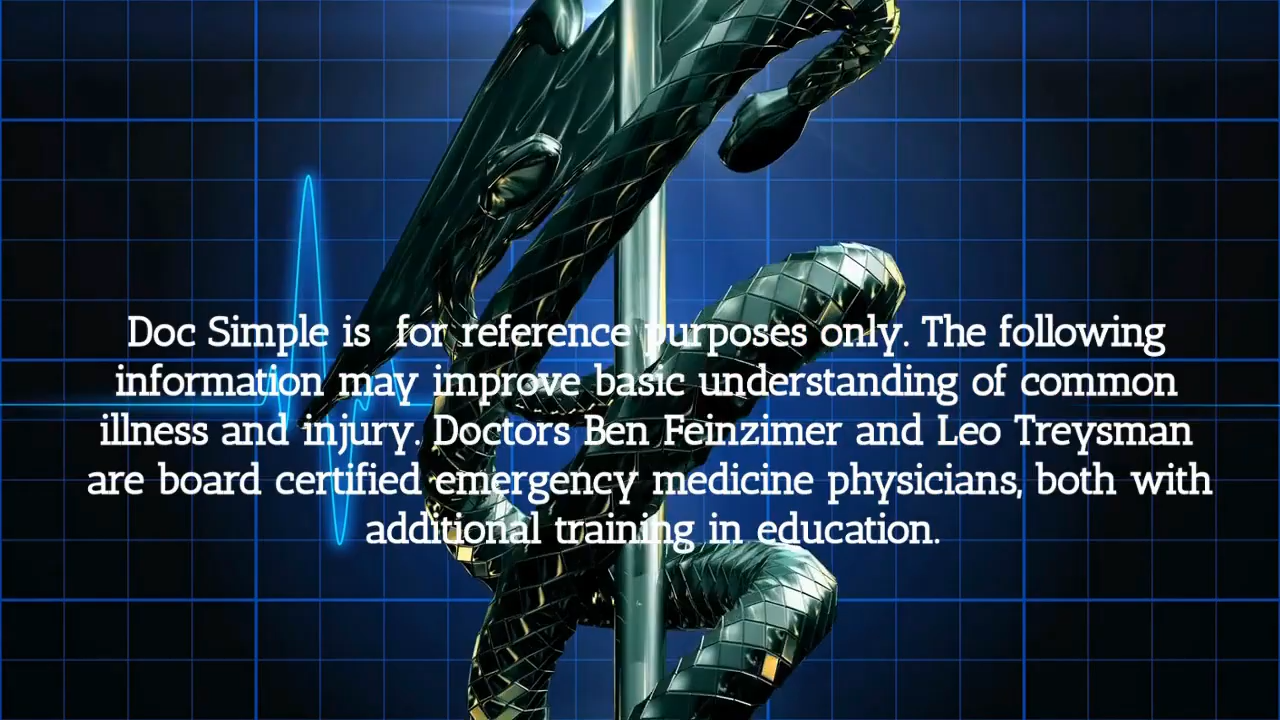 Doc Simple is  for reference purposes only. The following
information may improve basic understanding of common
illness and injury. Doctors Ben Feinzimer and Leo Treysman
are board certified emergency medicine physicians, both with
additional training in education.